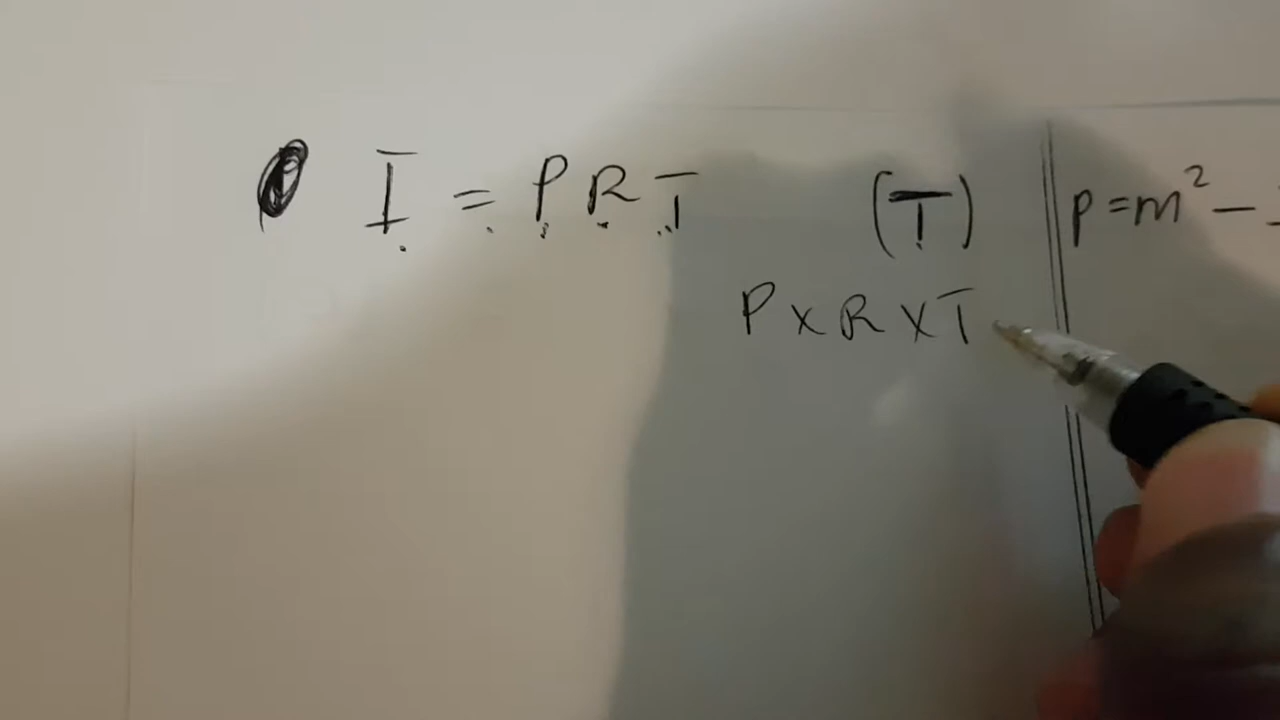 I = PRT (T)
P x R x T
p = m² -